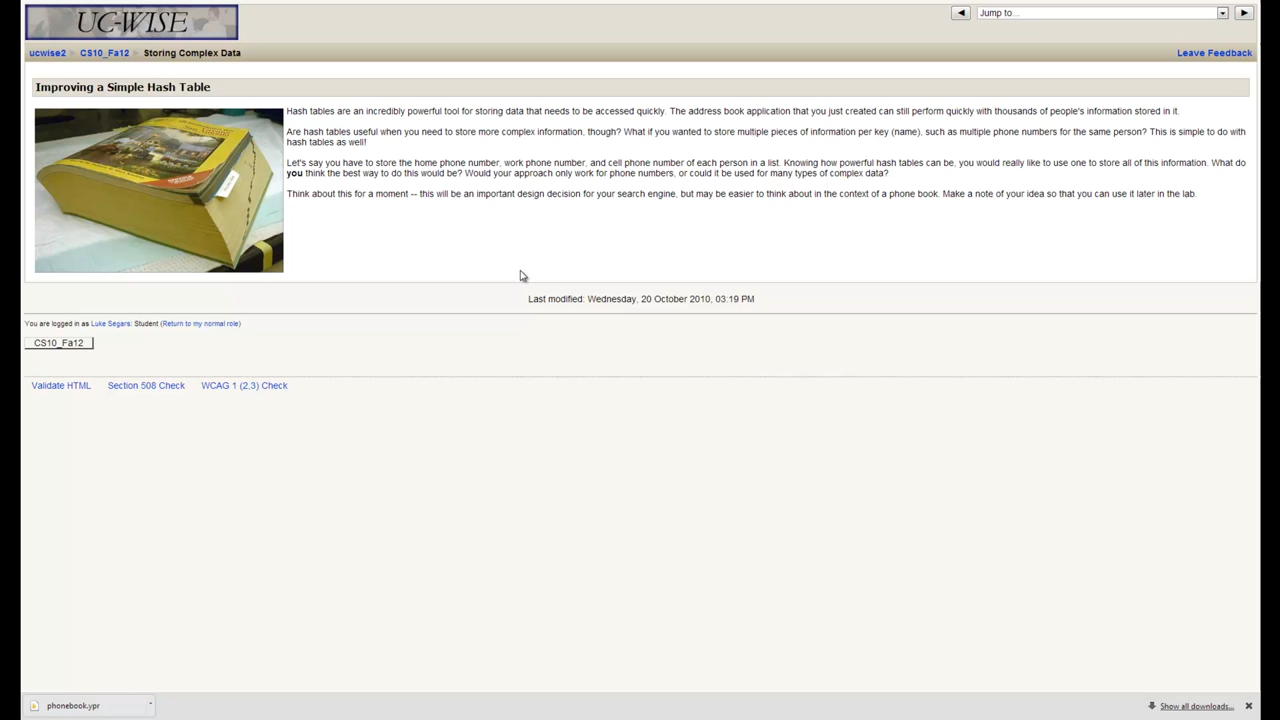 UC-WISE
Jump to...
ucwise2 CS10_Fa12 Storing Complex Data
Leave Feedback
Improving a Simple Hash Table
Hash tables are an incredibly powerful tool for storing data that needs to be accessed quickly. The address book application that you just created can still perform quickly with thousands of people's information stored in it.
Are hash tables useful when you need to store more complex information, though? What if you wanted to store multiple pieces of information per key (name), such as multiple phone numbers for the same person? This is simple to do with
hash tables as well!
Let's say you have to store the home phone number, work phone number, and cell phone number of each person in a list. Knowing how powerful hash tables can be, you would really like to use one to store all of this information. What do
you think the best way to do this would be? Would your approach only work for phone numbers, or could it be used for many types of complex data?
Think about this for a moment -- this will be an important design decision for your search engine, but may be easier to think about in the context of a phone book. Make a note of your idea so that you can use it later in the lab.
Last modified: Wednesday, 20 October 2010, 03:19 PM
You are logged in as Luke Segars: Student (Return to my normal role)
CS10_Fa12
Validate HTML Section 508 Check WCAG 1 (2,3) Check
phonebook.ypr
Show all downloads...